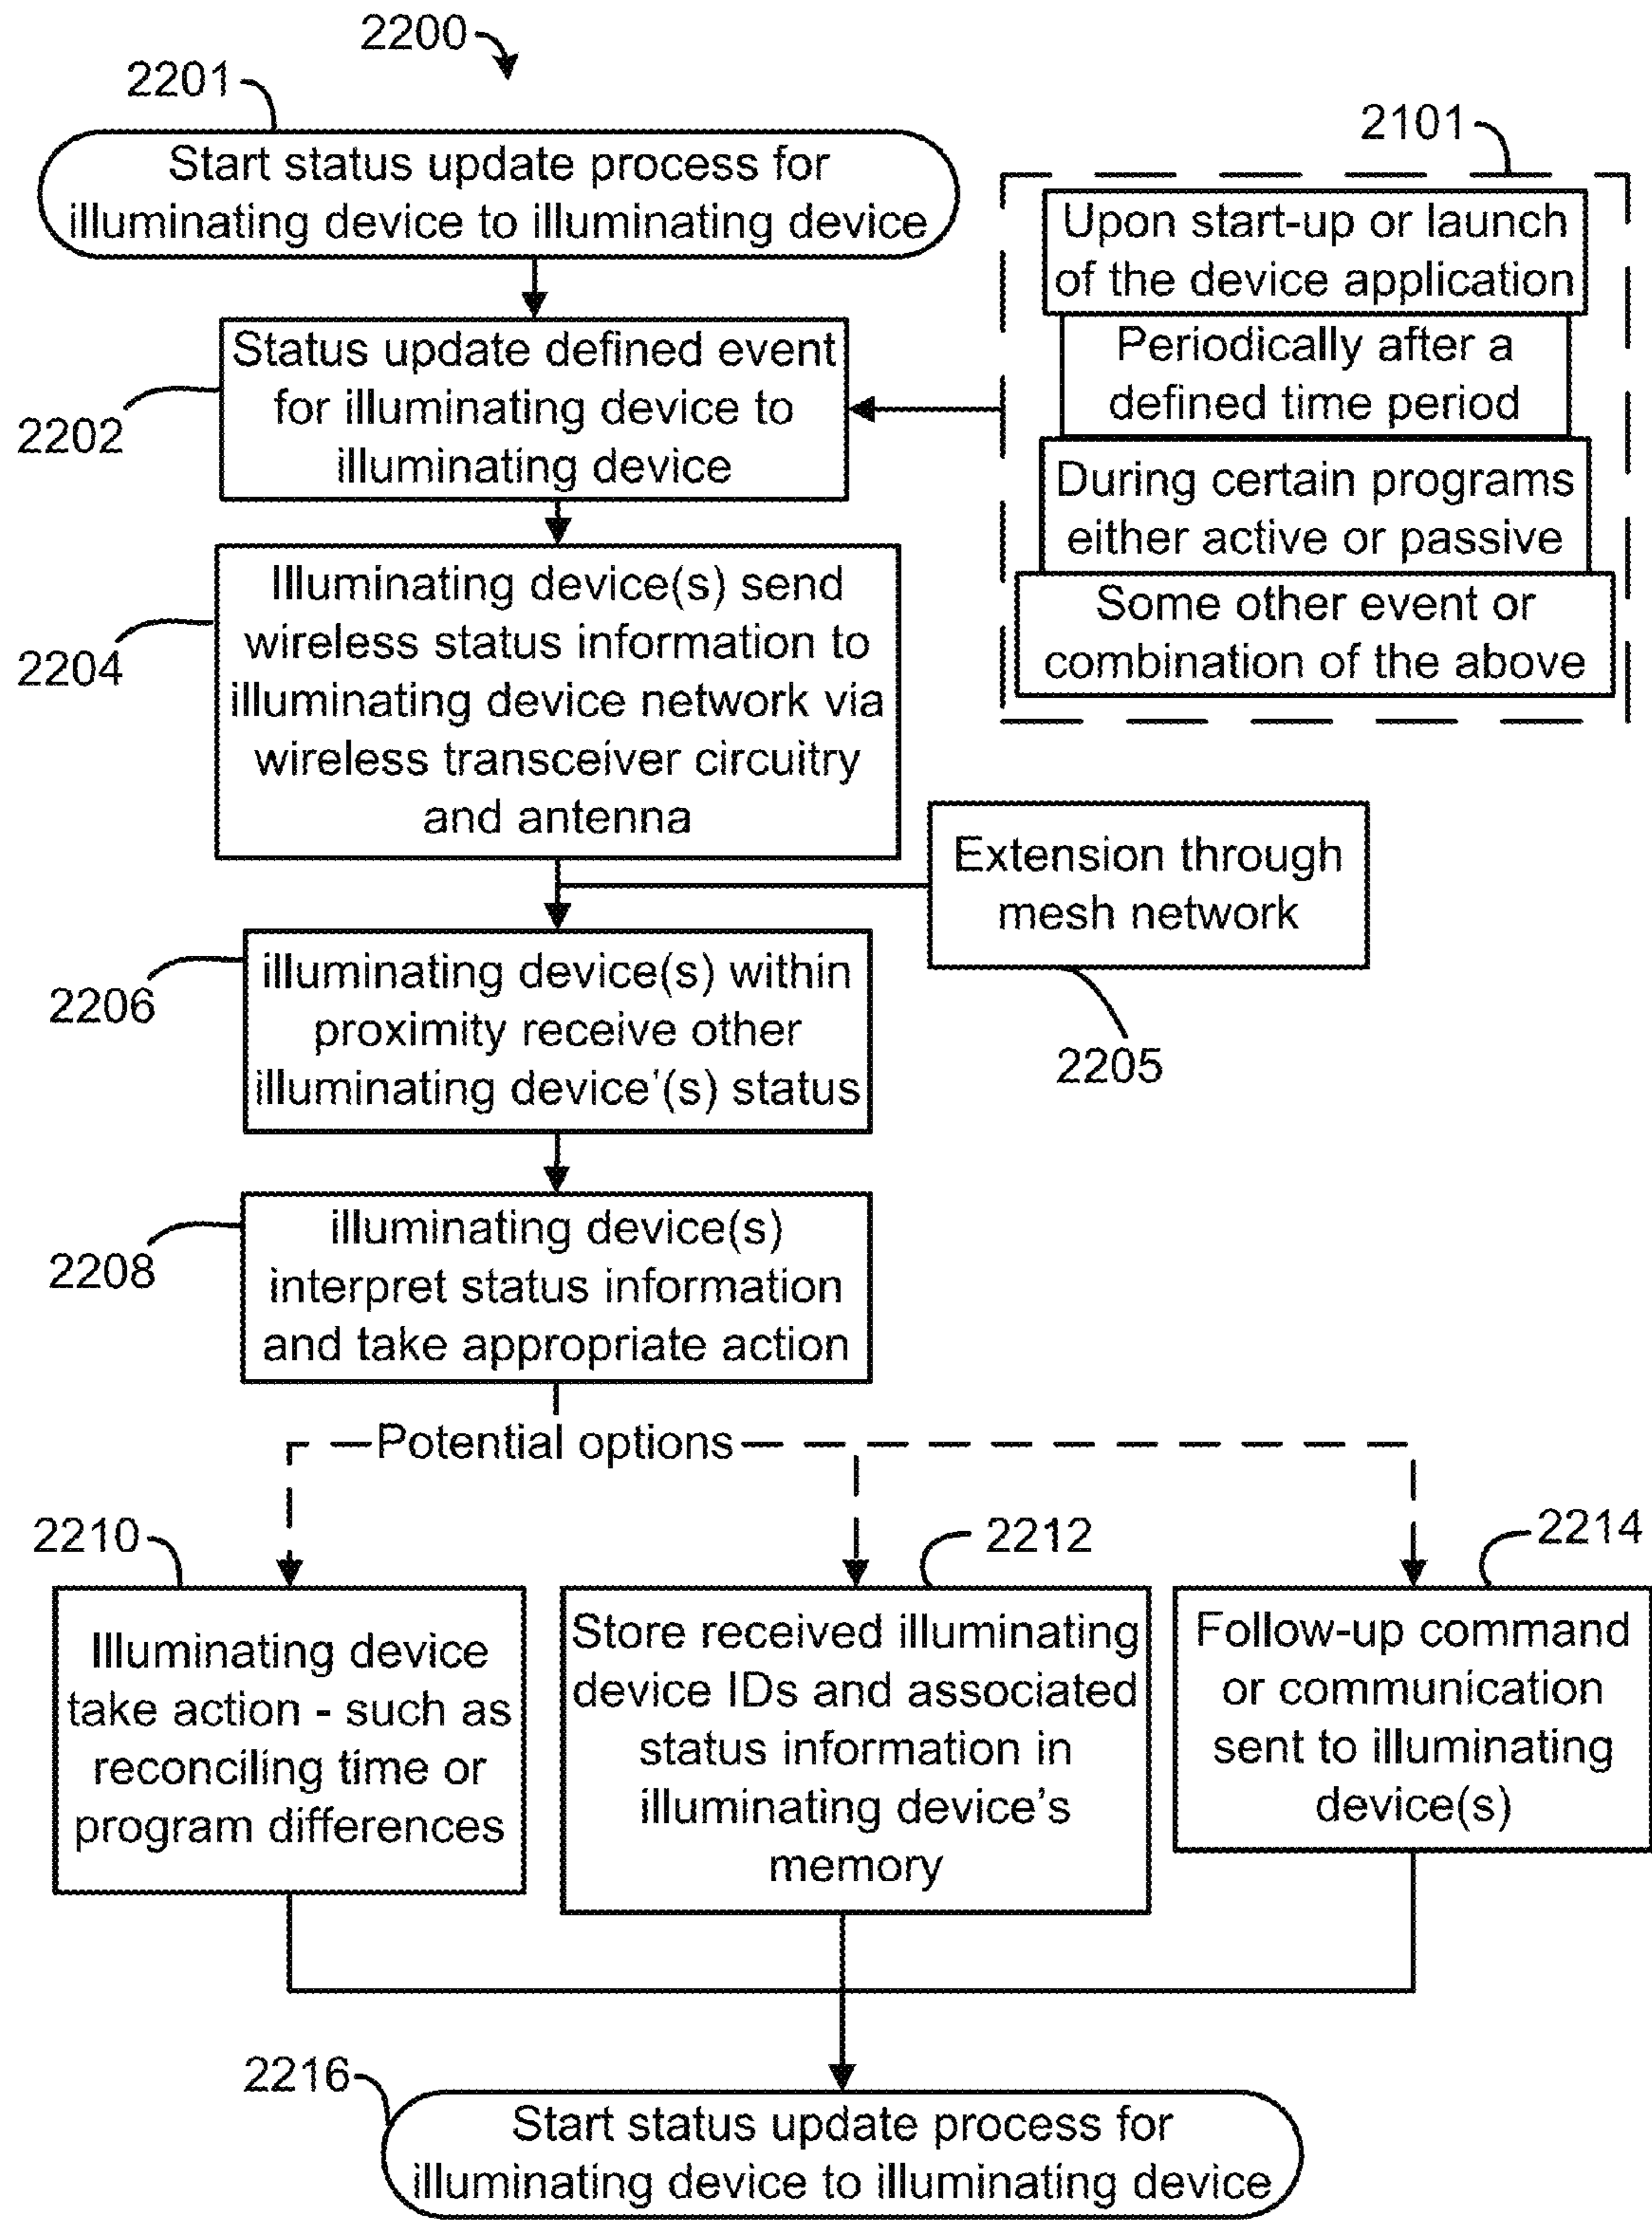 2200
2201
Start status update process for
illuminating device to illuminating device
2101
Upon start-up or launch
of the device application
Periodically after a
defined time period
During certain programs
either active or passive
Some other event or
combination of the above
2202
Status update defined event
for illuminating device to
illuminating device
2204
Illuminating device(s) send
wireless status information to
illuminating device network via
wireless transceiver circuitry
and antenna
Extension through
mesh network
2205
2206
illuminating device(s) within
proximity receive other
illuminating device'(s) status
2208
illuminating device(s)
interpret status information
and take appropriate action
Potential options
2210
Illuminating device
take action - such as
reconciling time or
program differences
2212
Store received illuminating
device IDs and associated
status information in
illuminating device’s
memory
2214
Follow-up command
or communication
sent to illuminating
device(s)
2216
Start status update process for
illuminating device to illuminating device